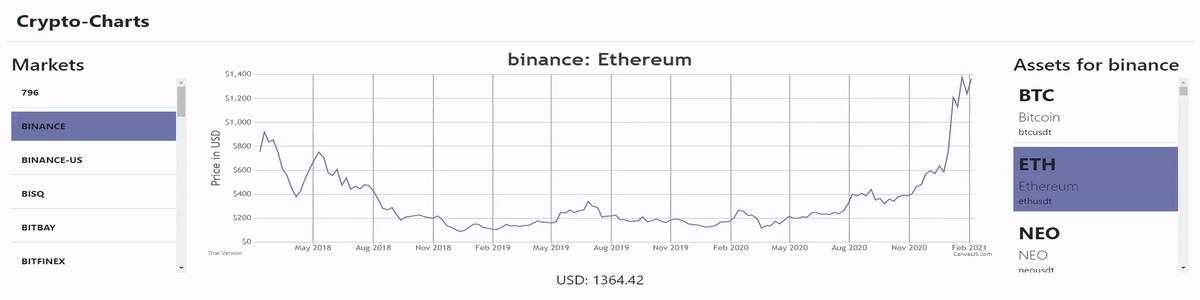 Crypto-Charts
Markets
796
BINANCE
BINANCE-US
BISQ
BITBAY
BITFINEX
binance: Ethereum
Price in USD
$1,400
$1,200
$1,000
$800
$600
$400
$200
$0
May 2018 Aug 2018 Nov 2018 Feb 2019 May 2019 Aug 2019 Nov 2019 Feb 2020 May 2020 Aug 2020 Nov 2020 Feb 2021
Trial Version
CanvasJS.com
USD: 1364.42
Assets for binance
BTC
Bitcoin
btcusdt
ETH
Ethereum
ethusdt
NEO
NEO
neousdt